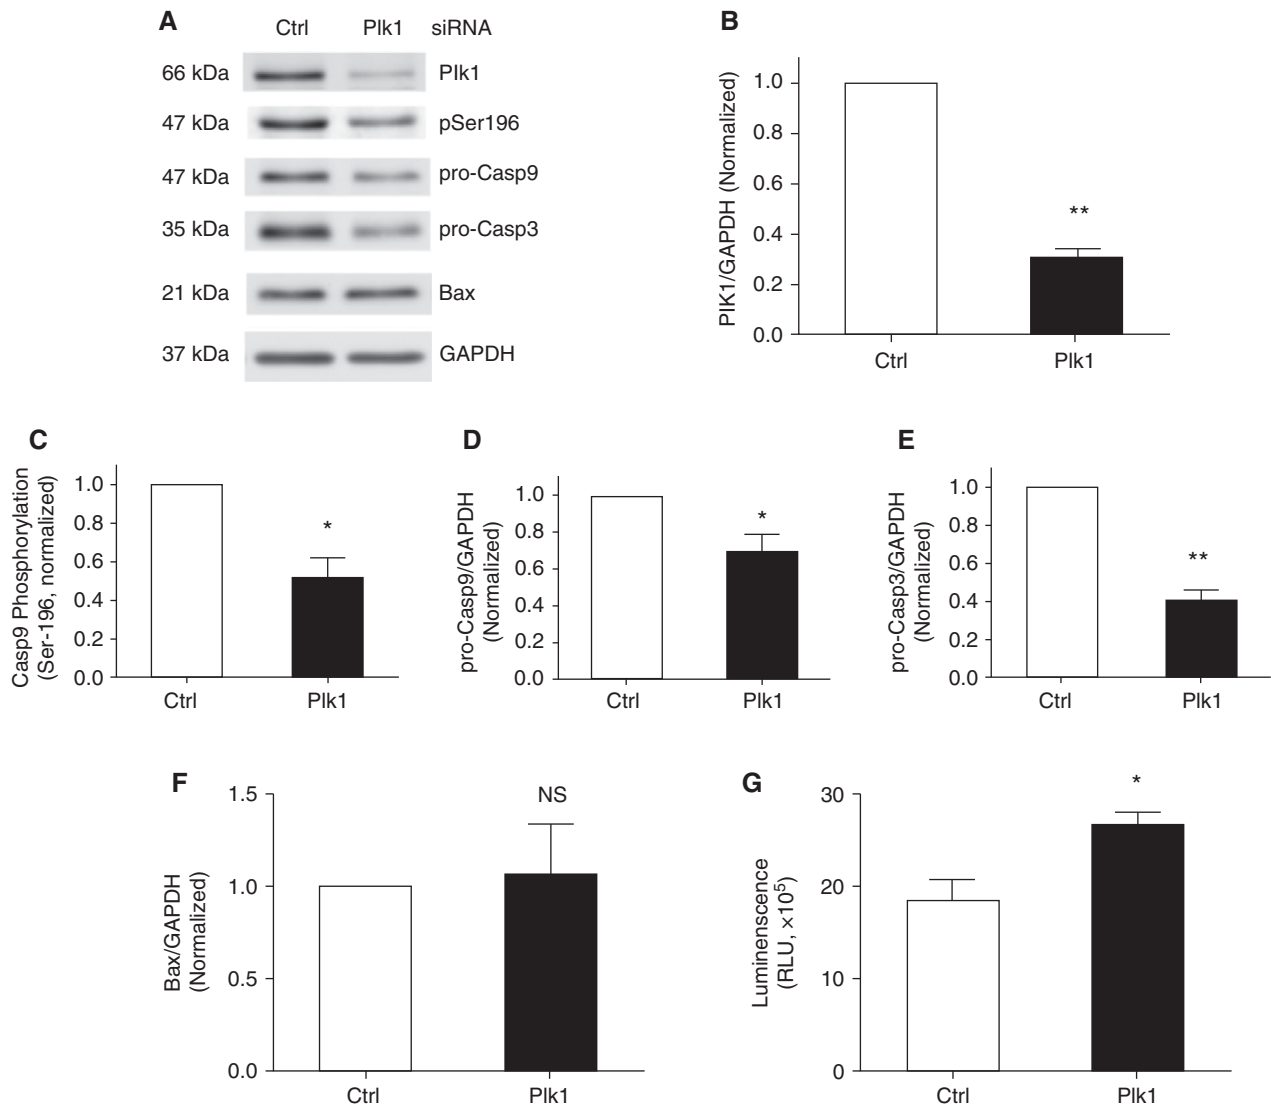 A
Ctrl Plk1 siRNA
66 kDa Plk1
47 kDa pSer196
47 kDa pro-Casp9
35 kDa pro-Casp3
21 kDa Bax
37 kDa GAPDH
B
PlK1/GAPDH (Normalized)
1.0
0.8
0.6
0.4
0.2
0.0
**
Ctrl Plk1
C
Casp9 Phosphorylation
(Ser-196, normalized)
1.0
0.8
0.6
0.4
0.2
0.0
*
Ctrl Plk1
D
pro-Casp9/GAPDH
(Normalized)
1.0
0.8
0.6
0.4
0.2
0.0
*
Ctrl Plk1
E
pro-Casp3/GAPDH
(Normalized)
1.0
0.8
0.6
0.4
0.2
0.0
**
Ctrl Plk1
F
Bax/GAPDH
(Normalized)
1.5
1.0
0.5
0.0
NS
Ctrl Plk1
G
Luminenscence
(RLU, ×10⁵)
30
20
10
0
*
Ctrl Plk1